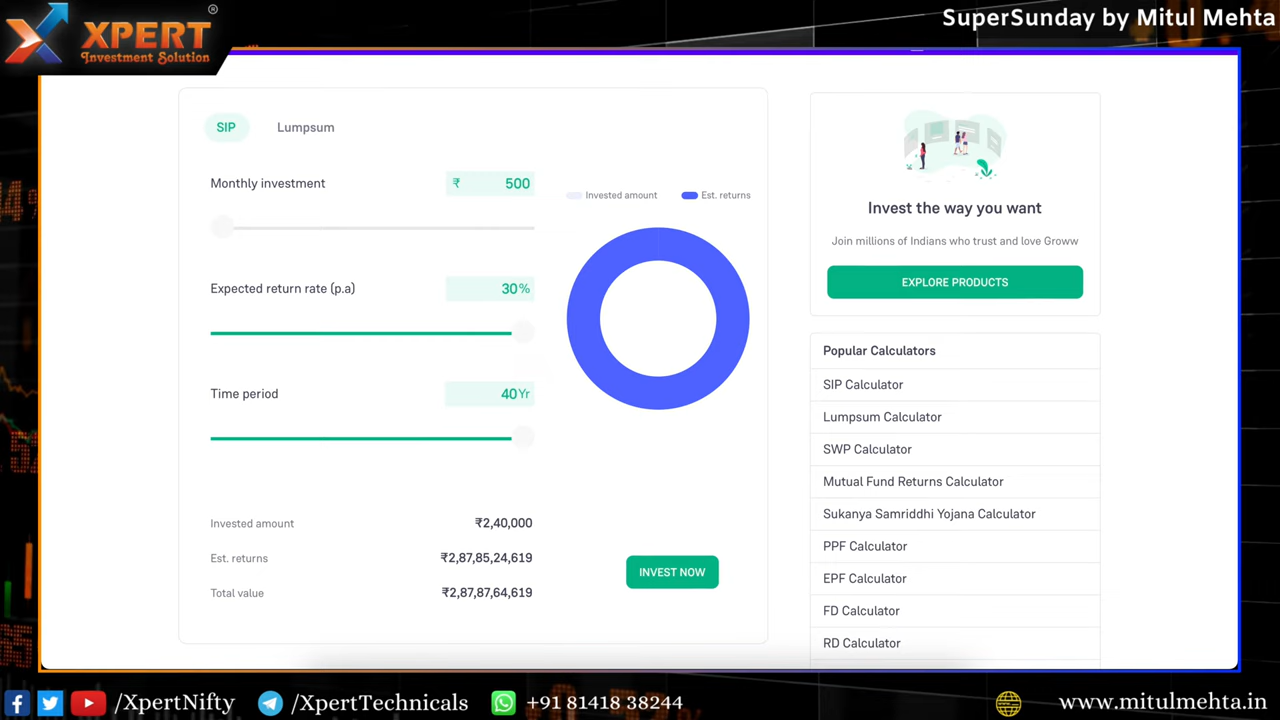 XPERT
®
Investment Solution
SuperSunday by Mitul Mehta
SIP
Lumpsum
Monthly investment
₹ 500
Expected return rate (p.a)
30%
Time period
40Yr
Invested amount
₹2,40,000
Est. returns
₹2,87,85,24,619
Total value
₹2,87,87,64,619
Invested amount
Est. returns
INVEST NOW
Invest the way you want
Join millions of Indians who trust and love Groww
EXPLORE PRODUCTS
Popular Calculators
SIP Calculator
Lumpsum Calculator
SWP Calculator
Mutual Fund Returns Calculator
Sukanya Samriddhi Yojana Calculator
PPF Calculator
EPF Calculator
FD Calculator
RD Calculator
/XpertNifty
/XpertTechnicals
+91 81418 38244
www.mitulmehta.in